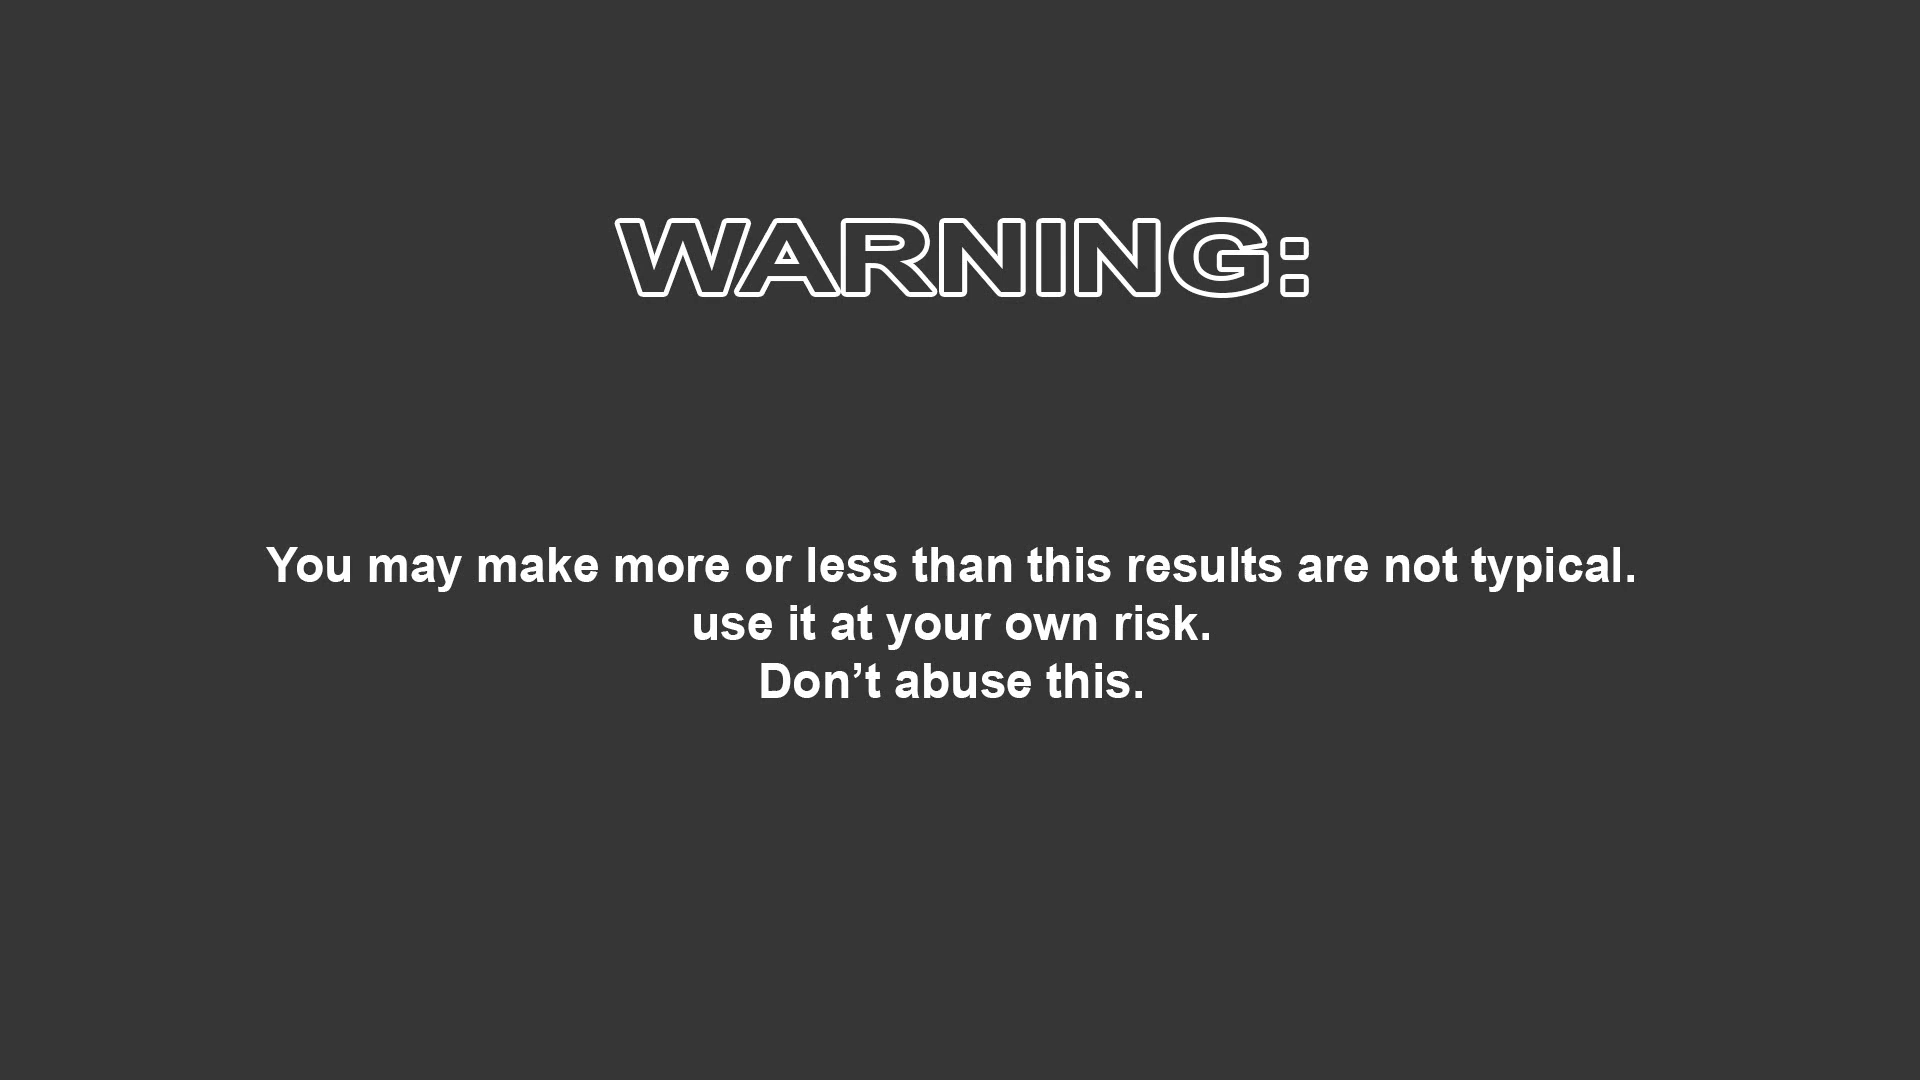 WARNING:
You may make more or less than this results are not typical.
use it at your own risk.
Don’t abuse this.